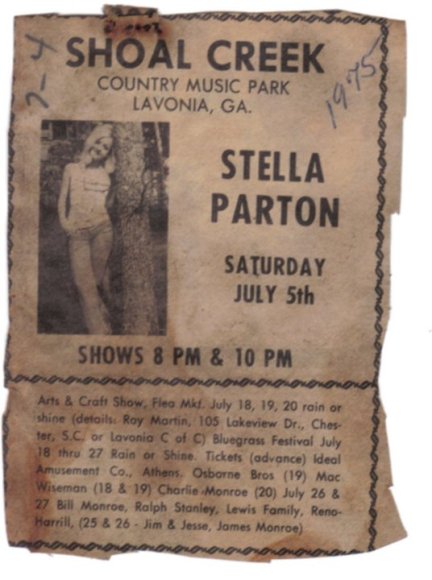 SHOAL CREEK
COUNTRY MUSIC PARK
LAVONIA, GA.
7-4
1975
STELLA
PARTON
SATURDAY
JULY 5th
SHOWS 8 PM & 10 PM
Arts & Craft Show, Flea Mkt. July 18, 19, 20 rain or
shine (details: Ray Martin, 105 Lakeview Dr., Ches-
ter, S.C. or Lavonia C of C) Bluegrass Festival July
18 thru 27 Rain or Shine. Tickets (advance) Ideal
Amusement Co., Athens. Osborne Bros (19) Mac
Wiseman (18 & 19) Charlie Monroe (20) July 26 &
27 Bill Monroe, Ralph Stanley, Lewis Family, Reno-
Harrill, (25 & 26 - Jim & Jesse, James Monroe)